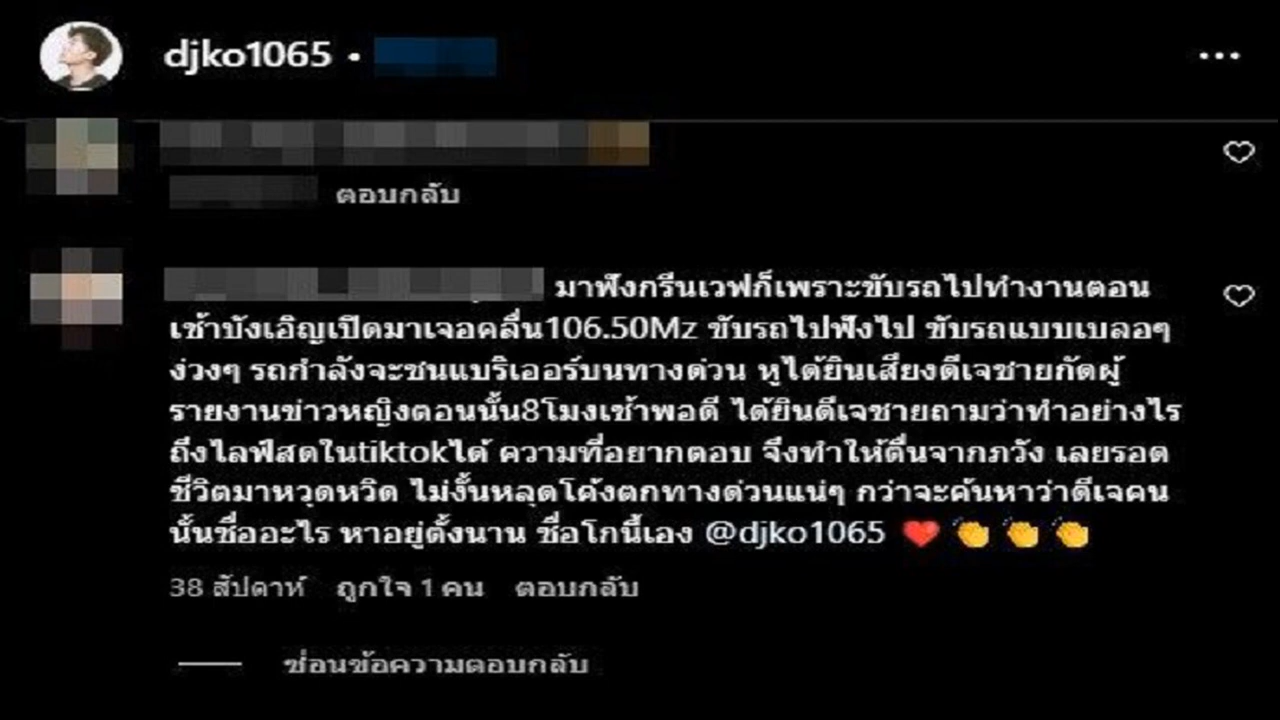 djko1065 •
ตอบกลับ
มาฟังกรีนเวฟก็เพราะขับรถไปทำงานตอน
เช้าบังเอิญเปิดมาเจอคลื่น106.50Mz ขับรถไปฟังไป ขับรถแบบเบลอๆ
ง่วงๆ รถกำลังจะชนแบริเออร์บนทางด่วน หูได้ยินเสียงดีเจชายกัดผู้
รายงานข่าวหญิงตอนนั้น8โมงเช้าพอดี ได้ยินดีเจชายถามว่าทำอย่างไร
ถึงไลฟ์สดในtiktokได้ ความที่อยากตอบ จึงทำให้ตื่นจากภวัง เลยรอด
ชีวิตมาหวุดหวิด ไม่งั้นหลุดโค้งตกทางด่วนแน่ๆ กว่าจะค้นหาว่าดีเจคน
นั้นชื่ออะไร หาอยู่ตั้งนาน ชื่อโกนี้เอง @djko1065 ❤️👏👏👏
38 สัปดาห์ ถูกใจ 1 คน ตอบกลับ
ซ่อนข้อความตอบกลับ